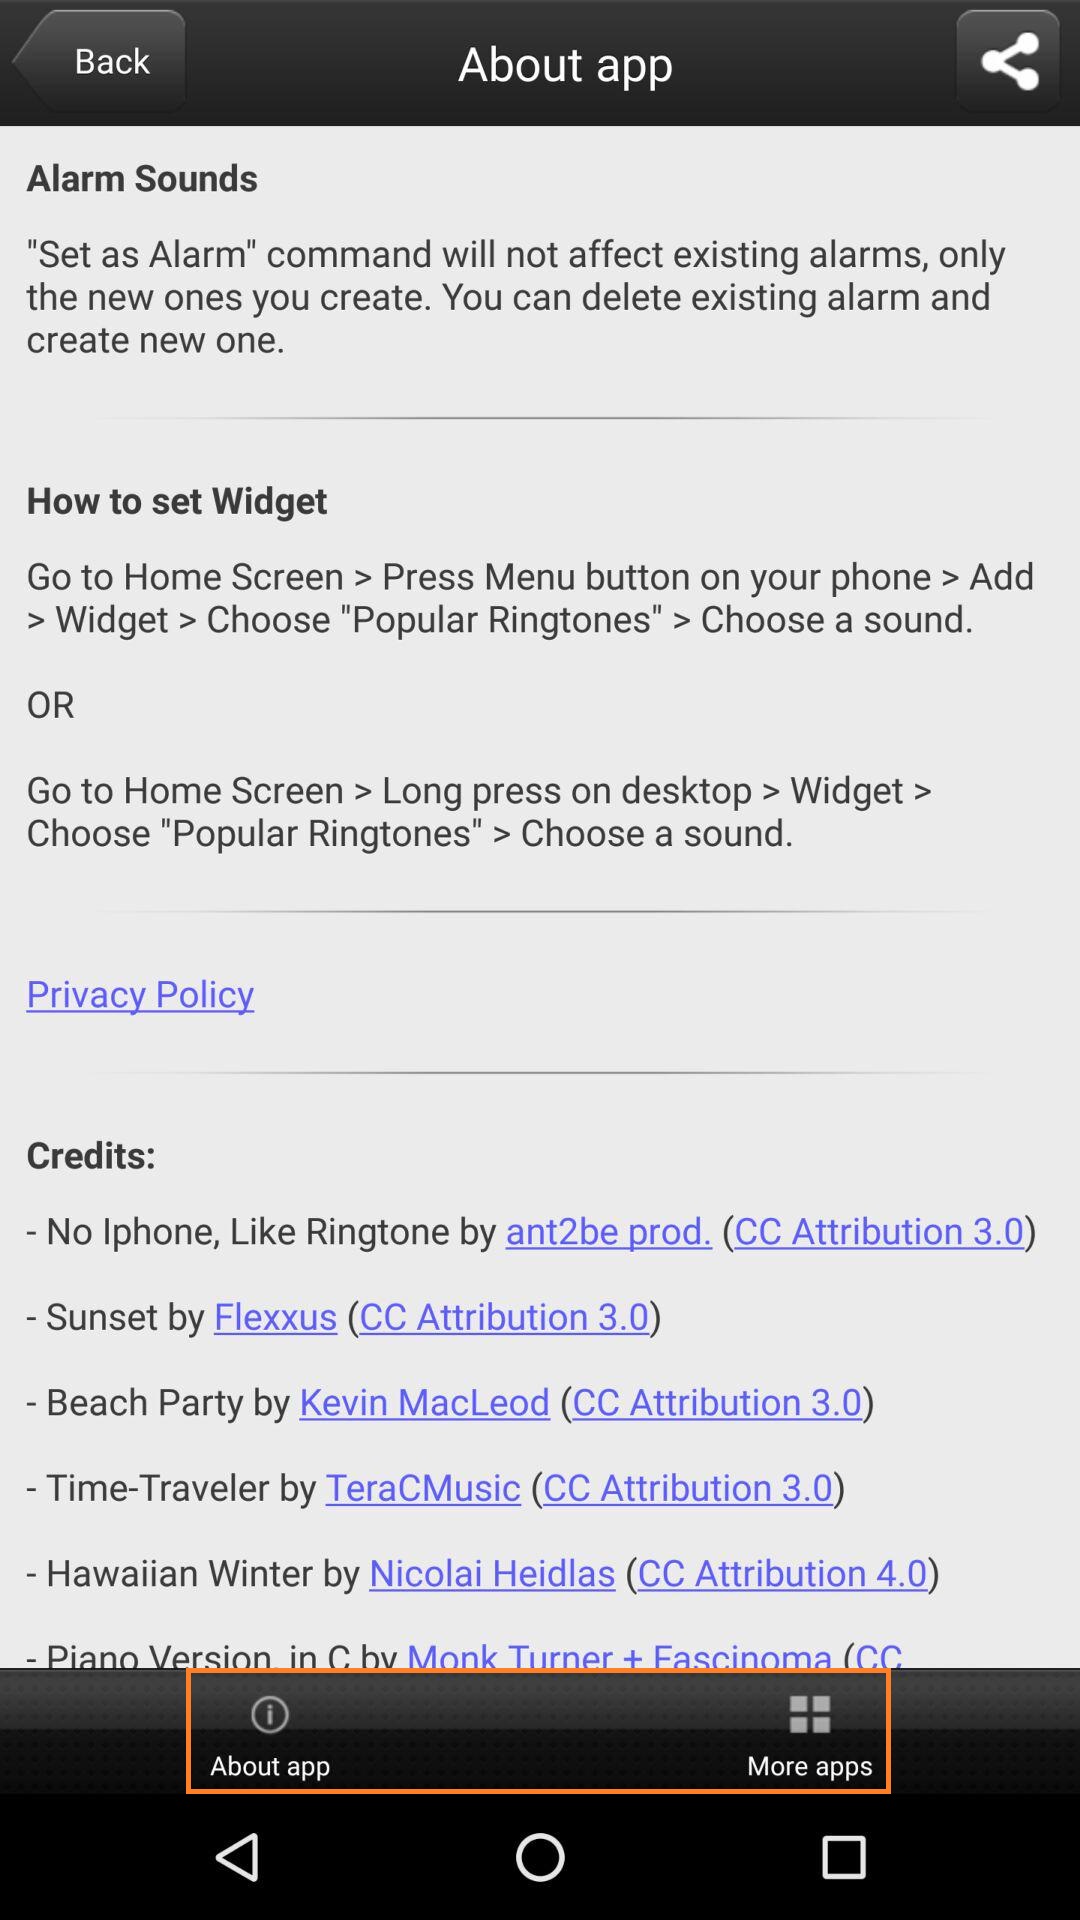 Back
About app
Alarm Sounds
"Set as Alarm" command will not affect existing alarms, only
the new ones you create. You can delete existing alarm and
create new one.
How to set Widget
Go to Home Screen > Press Menu button on your phone > Add
> Widget > Choose "Popular Ringtones" > Choose a sound.
OR
Go to Home Screen > Long press on desktop > Widget >
Choose "Popular Ringtones" > Choose a sound.
Privacy Policy
Credits:
- No Iphone, Like Ringtone by ant2be prod. (CC Attribution 3.0)
- Sunset by Flexxus (CC Attribution 3.0)
- Beach Party by Kevin MacLeod (CC Attribution 3.0)
- Time-Traveler by TeraCMusic (CC Attribution 3.0)
- Hawaiian Winter by Nicolai Heidlas (CC Attribution 4.0)
- Piano Version, in C by Monk Turner + Fascinoma (CC
About app
More apps